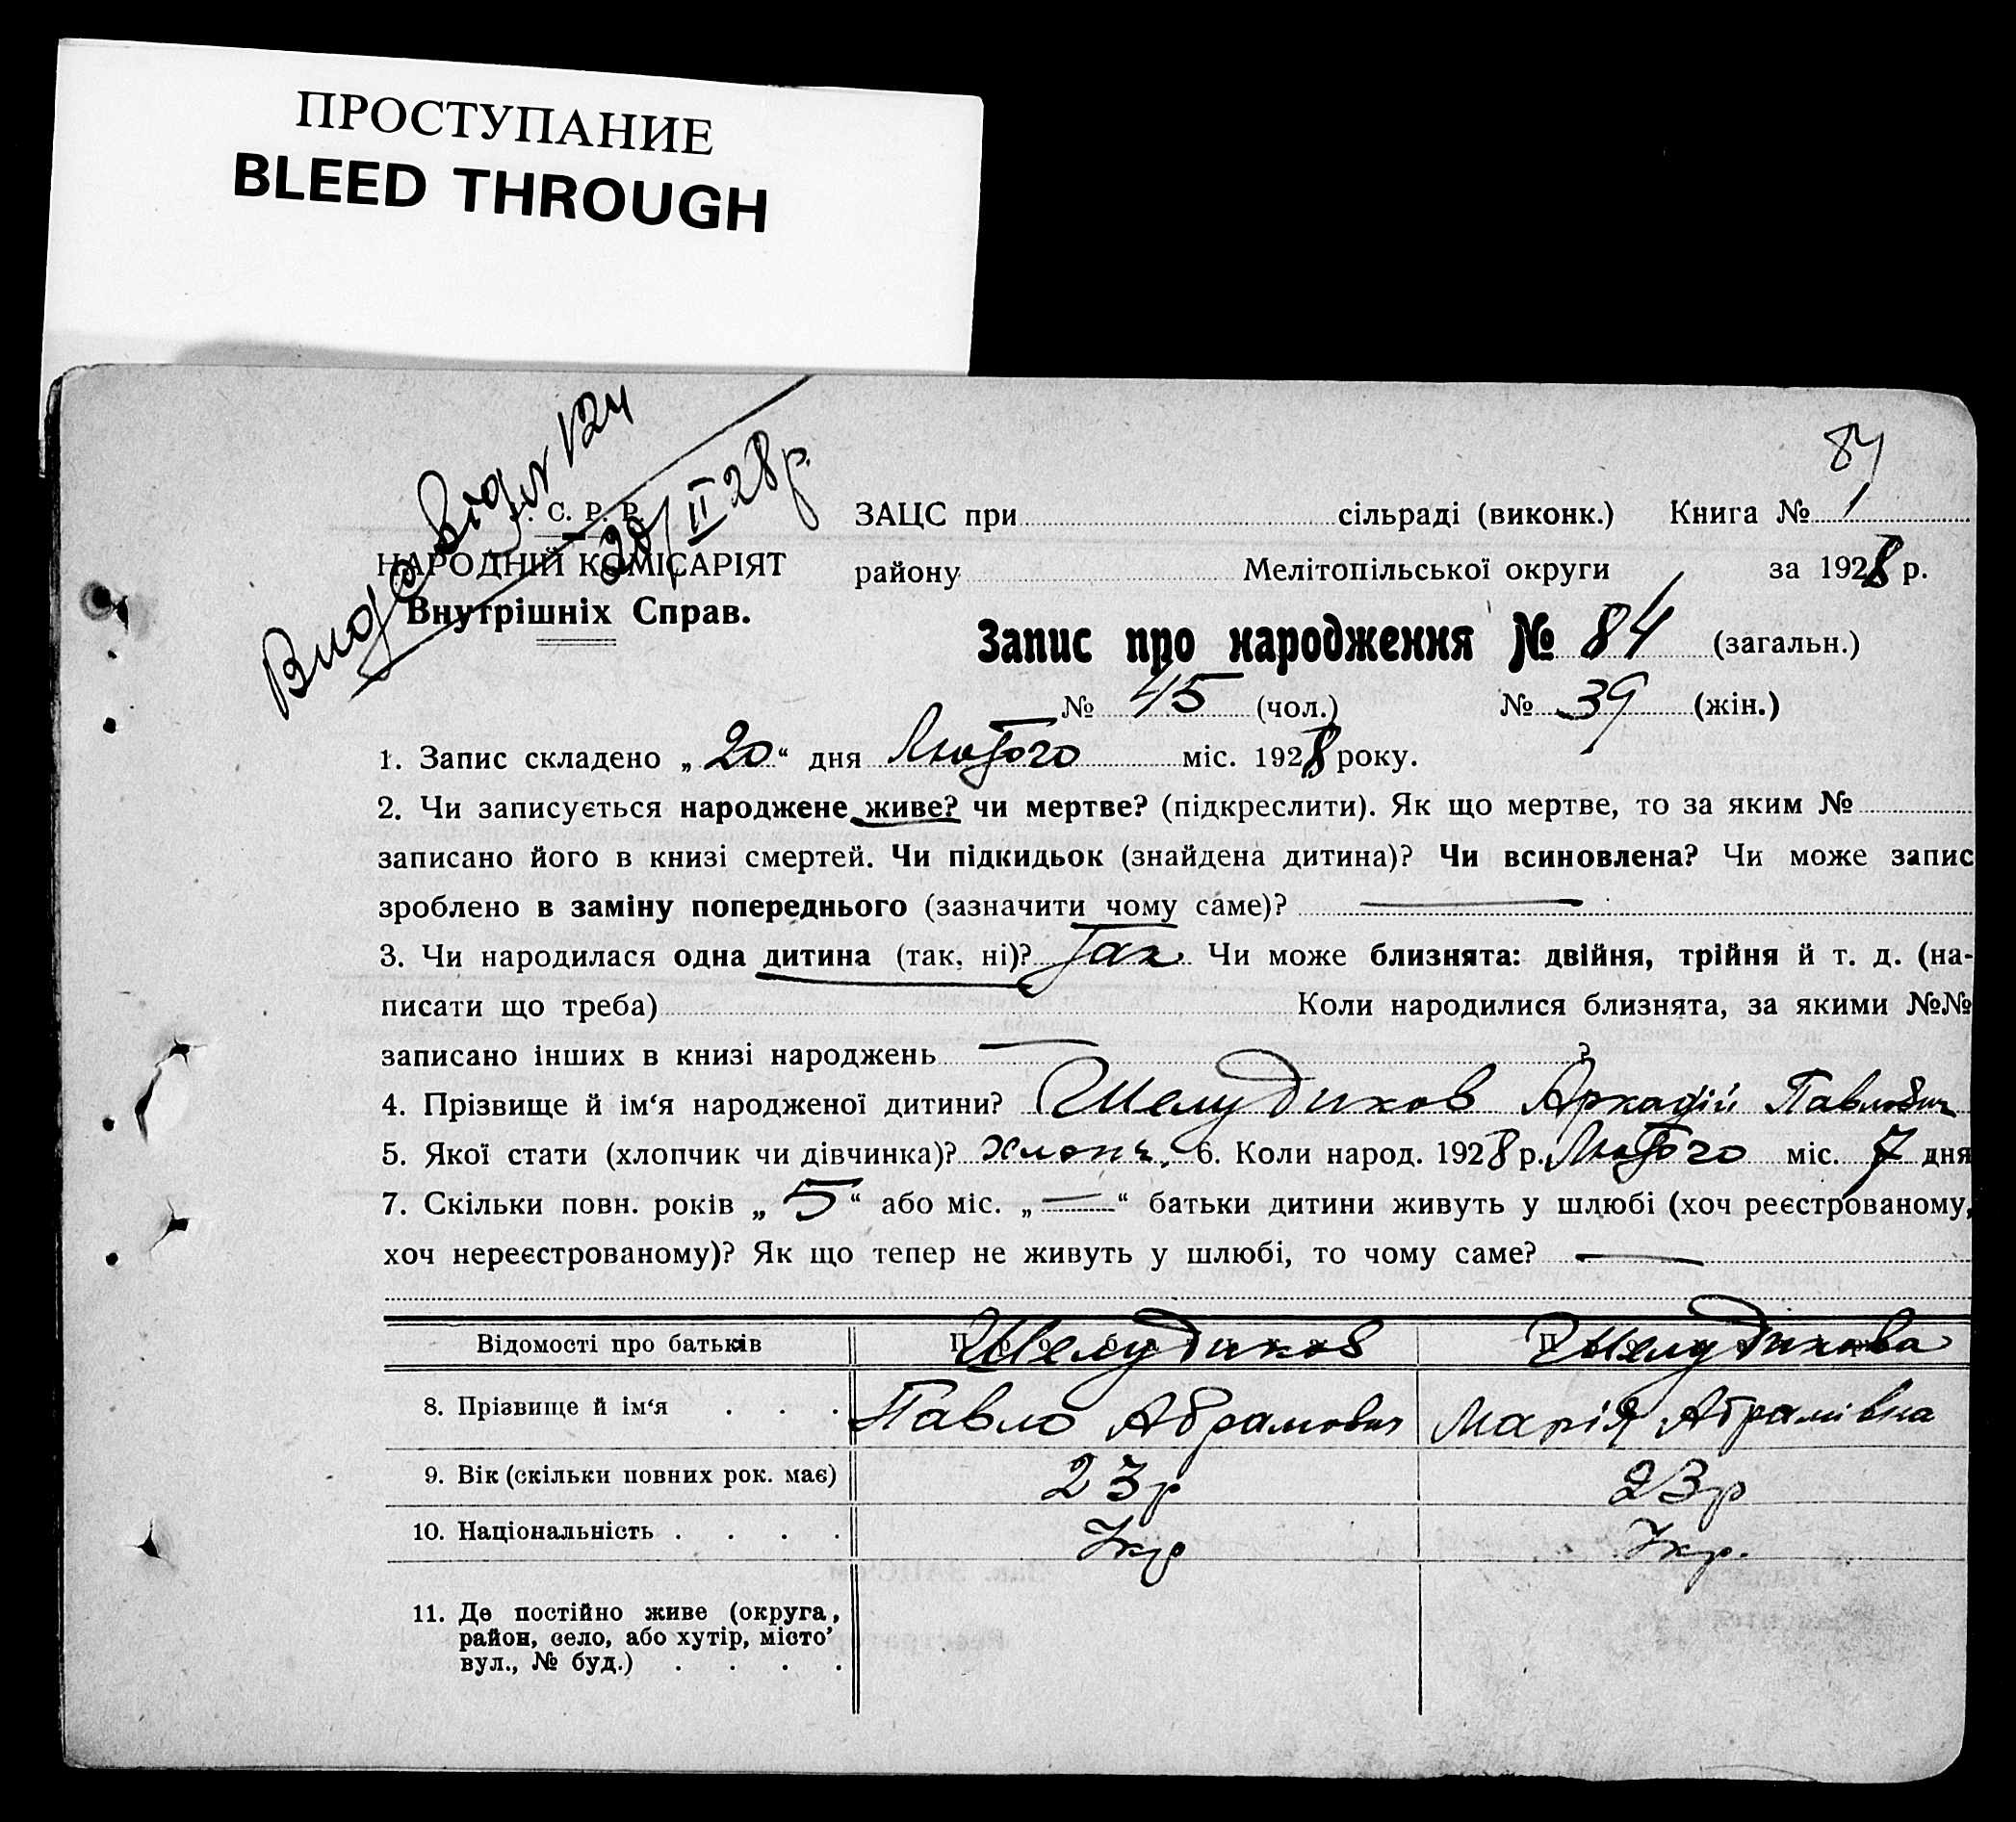 ПРОСТУПАНИЕ
BLEED THROUGH
84
. С. Р. Р.
НАРОДНІЙ КОМІСАРІЯТ
Внутрішніх Справ.
20/II 28 р.
ЗАЦС при сільраді (виконк.) Книга № 1
району Мелітопільської округи за 1928 р.
Запис про народження № 84 (загальн.)
№ 45 (чол.) № 39 (жін.)
1. Запис складено „ 20 “ дня Лютого міс. 1928 року.
2. Чи записується народжене живе? чи мертве? (підкреслити). Як що мертве, то за яким №
записано його в книзі смертей. Чи підкидьок (знайдена дитина)? Чи всиновлена? Чи може запис
зроблено в заміну попереднього (зазначити чому саме)? —
3. Чи народилася одна дитина (так, ні)? Так Чи може близнята: двійня, трійня й т. д. (на-
писати що треба) Коли народилися близнята, за якими №№
записано інших в книзі народжень — ?
4. Прізвище й ім‘я народженої дитини? Шелудиков Аркадій Павлович
5. Якої стати (хлопчик чи дівчинка)? Хлопч. 6. Коли народ. 1928 р. Лютого міс. 7 дня
7. Скільки повн. років „ 5 “ або міс. „ — “ батьки дитини живуть у шлюбі (хоч реєстрованому,
хоч нереєстрованому)? Як що тепер не живуть у шлюбі, то чому саме? —
Відомості про батьків Шелудиков Шелудикова
8. Прізвище й ім‘я . . . Павло Абрамович Марія Абрамівна
9. Вік (скільки повних рок. має) 23 р 23 р
10. Національність . . . . Укр Укр.
11. Де постійно живе (округа,
район, село, або хутір, місто’
вул., № буд.) . . . .